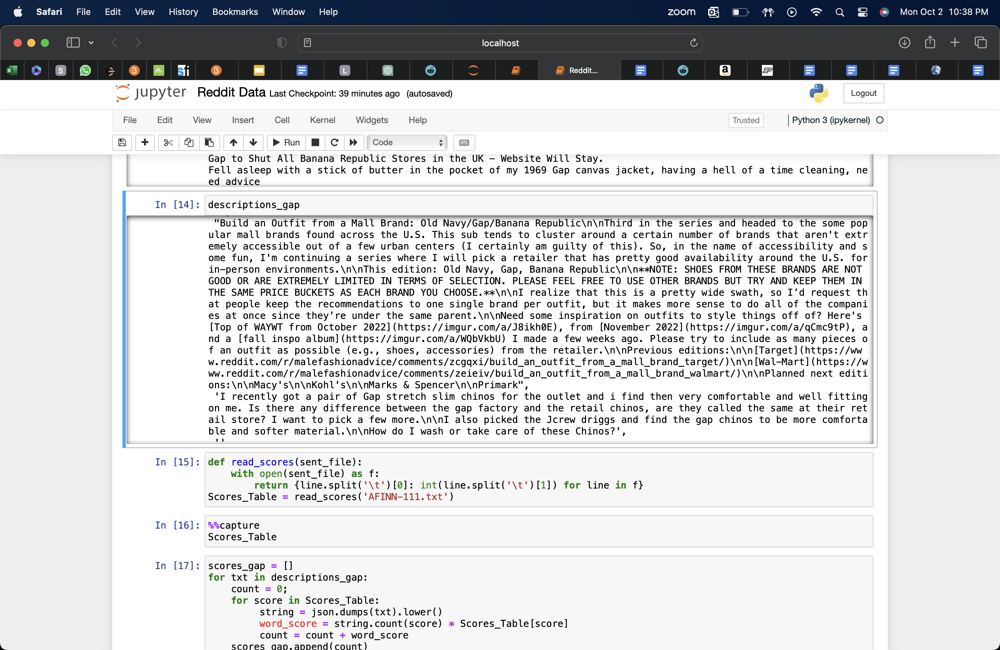 Safari File Edit View History Bookmarks Window Help zoom Mon Oct 2 10:38 PM
localhost
Reddit...
jupyter Reddit Data Last Checkpoint: 39 minutes ago (autosaved) Logout
File Edit View Insert Cell Kernel Widgets Help Trusted Python 3 (ipykernel)
Run Code
Gap to Shut All Banana Republic Stores in the UK – Website Will Stay.
Fell asleep with a stick of butter in the pocket of my 1969 Gap canvas jacket, having a hell of a time cleaning, ne
ed advice
In [14]: descriptions_gap
"Build an Outfit from a Mall Brand: Old Navy/Gap/Banana Republic\n\nThird in the series and headed to the some pop
ular mall brands found across the U.S. This sub tends to cluster around a certain number of brands that aren't extr
emely accessible out of a few urban centers (I certainly am guilty of this). So, in the name of accessibility and s
ome fun, I'm continuing a series where I will pick a retailer that has pretty good availability around the U.S. for
in-person environments.\n\nThis edition: Old Navy, Gap, Banana Republic\n\n**NOTE: SHOES FROM THESE BRANDS ARE NOT
GOOD OR ARE EXTREMELY LIMITED IN TERMS OF SELECTION. PLEASE FEEL FREE TO USE OTHER BRANDS BUT TRY AND KEEP THEM IN
THE SAME PRICE BUCKETS AS EACH BRAND YOU CHOOSE.**\n\nI realize that this is a pretty wide swath, so I’d request th
at people keep the recommendations to one single brand per outfit, but it makes more sense to do all of the compani
es at once since they’re under the same parent.\n\nNeed some inspiration on outfits to style things off of? Here's
[Top of WAYWT from October 2022](https://imgur.com/a/J8ikh0E), from [November 2022](https://imgur.com/a/qCmc9tP), a
nd a [fall inspo album](https://imgur.com/a/WQbVkbU) I made a few weeks ago. Please try to include as many pieces o
f an outfit as possible (e.g., shoes, accessories) from the retailer.\n\nPrevious editions:\n\n[Target](https://ww
w.reddit.com/r/malefashionadvice/comments/zcgqxi/build_an_outfit_from_a_mall_brand_target/)\n\n[Wal-Mart](https://w
ww.reddit.com/r/malefashionadvice/comments/zeieiv/build_an_outfit_from_a_mall_brand_walmart/)\n\nPlanned next editi
ons:\n\nMacy's\n\nKohl's\n\nMarks & Spencer\n\nPrimark",
'I recently got a pair of Gap stretch slim chinos for the outlet and i find then very comfortable and well fitting
on me. Is there any difference between the gap factory and the retail chinos, are they called the same at their ret
ail store? I want to pick a few more.\n\nI also picked the Jcrew driggs and find the gap chinos to be more comforta
ble and softer material.\n\nHow do I wash or take care of these Chinos?',
''
In [15]: def read_scores(sent_file):
with open(sent_file) as f:
return {line.split('\t')[0]: int(line.split('\t')[1]) for line in f}
Scores_Table = read_scores('AFINN-111.txt')
In [16]: %%capture
Scores_Table
In [17]: scores_gap = []
for txt in descriptions_gap:
count = 0;
for score in Scores_Table:
string = json.dumps(txt).lower()
word_score = string.count(score) * Scores_Table[score]
count = count + word_score
scores_gap.append(count)